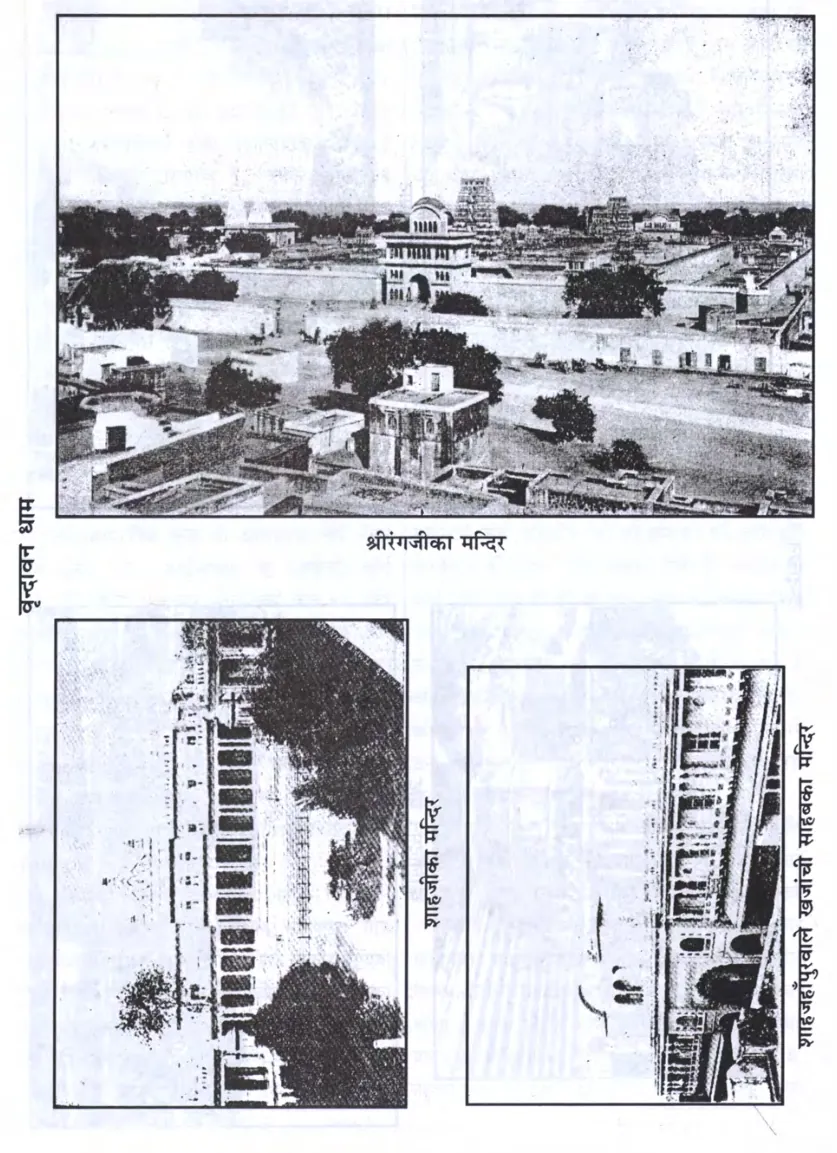 वृन्दावन धाम
श्रीरंगजीका मन्दिर
शाहजीका मन्दिर
शाहजहाँपुरवाले खजांची साहबका मन्दिर